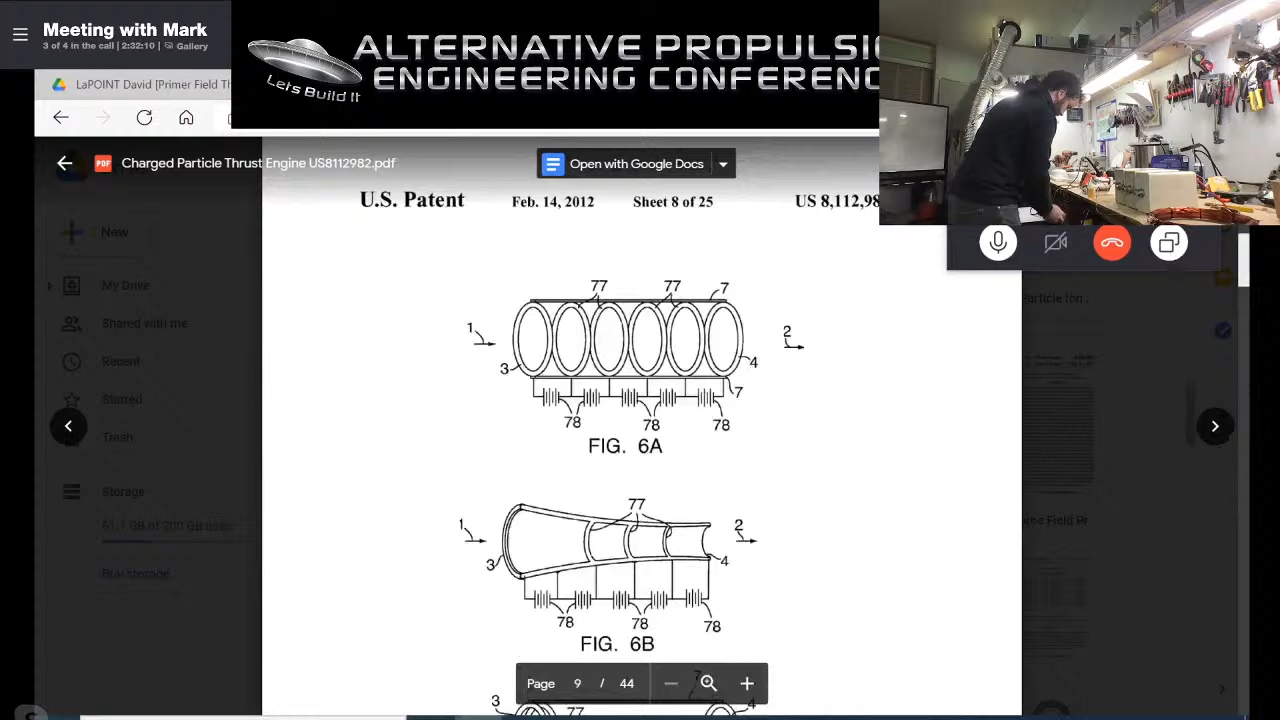 Meeting with Mark
3 of 4 in the call | 2:32:10 | Gallery
Let's Build It
ALTERNATIVE PROPULSI
ENGINEERING CONFERENC
LaPOINT David [Primer Field Th
PDF Charged Particle Thrust Engine US8112982.pdf
Open with Google Docs
U.S. Patent Feb. 14, 2012 Sheet 8 of 25 US 8,112,98
New
My Drive
Shared with me
Recent
Starred
Trash
Storage
Buy storage
77 77 7
1 2
3 4
7
78 78 78
FIG. 6A
77
1 2
3 4
78 78 78
FIG. 6B
Page 9 / 44
7
3 77 4